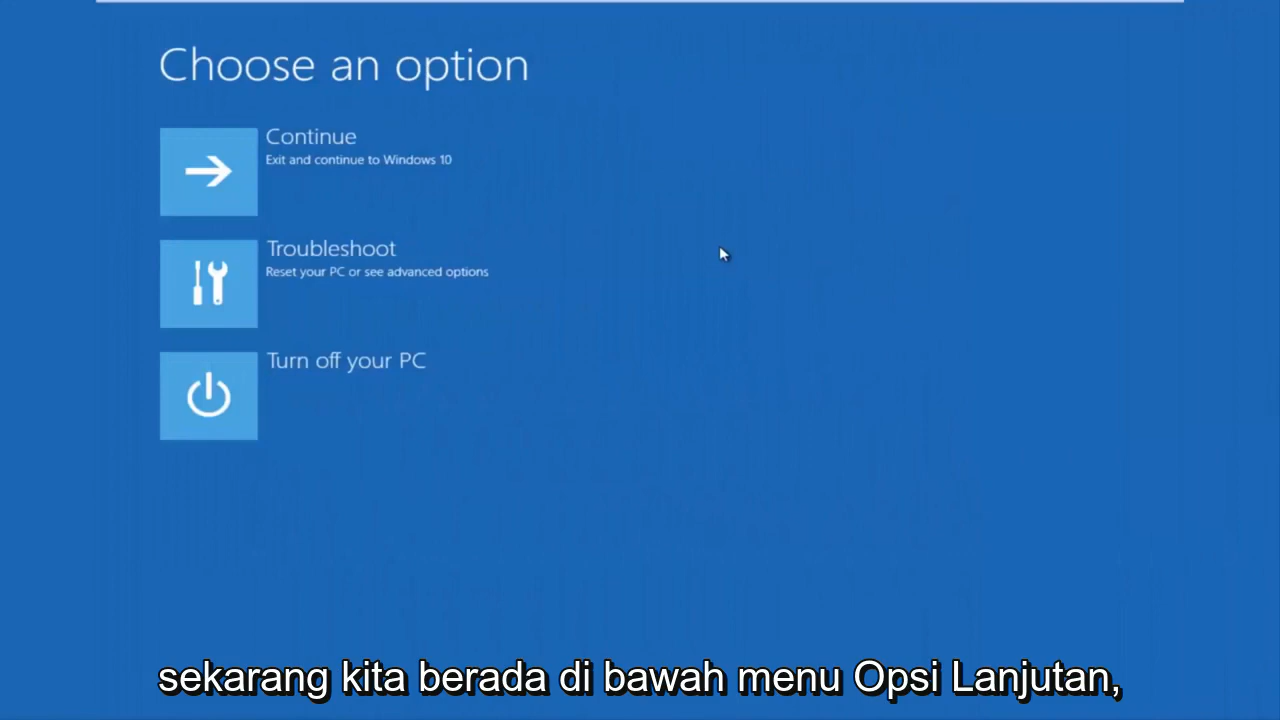 Choose an option
Continue
Exit and continue to Windows 10
Troubleshoot
Reset your PC or see advanced options
Turn off your PC
sekarang kita berada di bawah menu Opsi Lanjutan,